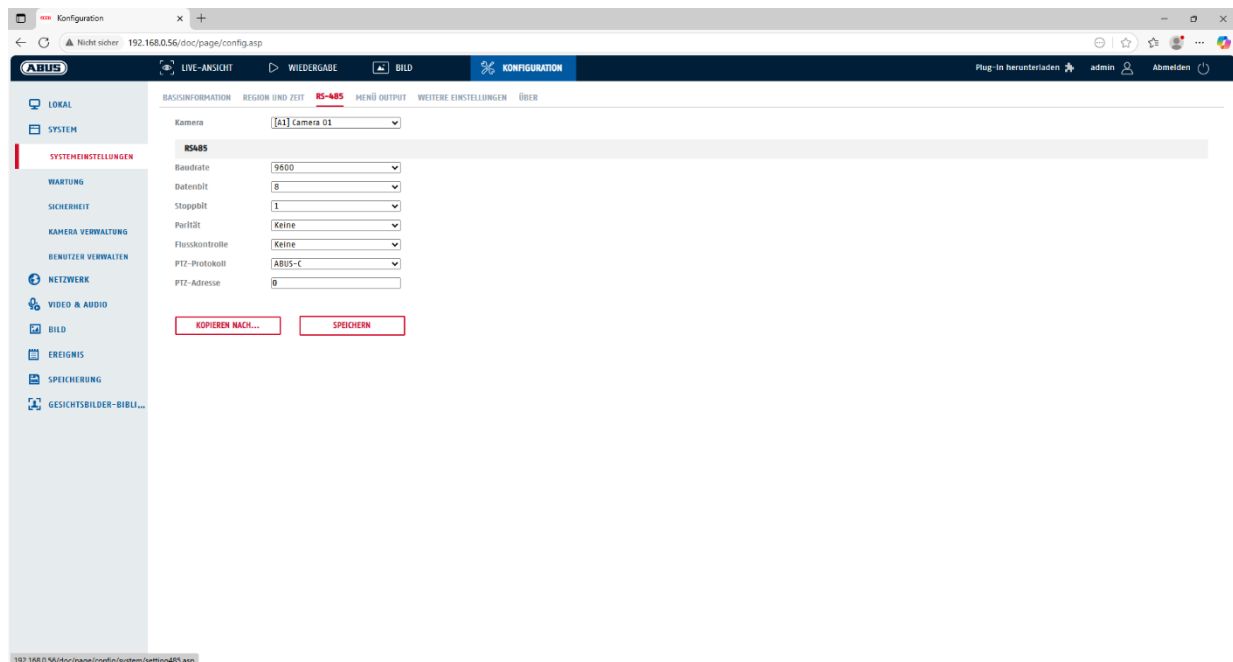 Konfiguration
Nicht sicher 192.168.0.56/doc/page/config.asp
ABUS LIVE-ANSICHT WIEDERGABE BILD KONFIGURATION Plug-In herunterladen admin Abmelden
BASISINFORMATION REGION UND ZEIT RS-485 MENÜ OUTPUT WEITERE EINSTELLUNGEN ÜBER
LOKAL
SYSTEM
SYSTEMEINSTELLUNGEN
WARTUNG
SICHERHEIT
KAMERA VERWALTUNG
BENUTZER VERWALTEN
NETZWERK
VIDEO & AUDIO
BILD
EREIGNIS
SPEICHERUNG
GESICHTSBILDER-BIBLI...
Kamera [A1] Camera 01
RS485
Baudrate 9600
Datenbit 8
Stoppbit 1
Parität Keine
Flusskontrolle Keine
PTZ-Protokoll ABUS-C
PTZ-Adresse 0
KOPIEREN NACH... SPEICHERN
192.168.0.56/doc/page/config/system/setting485.asp